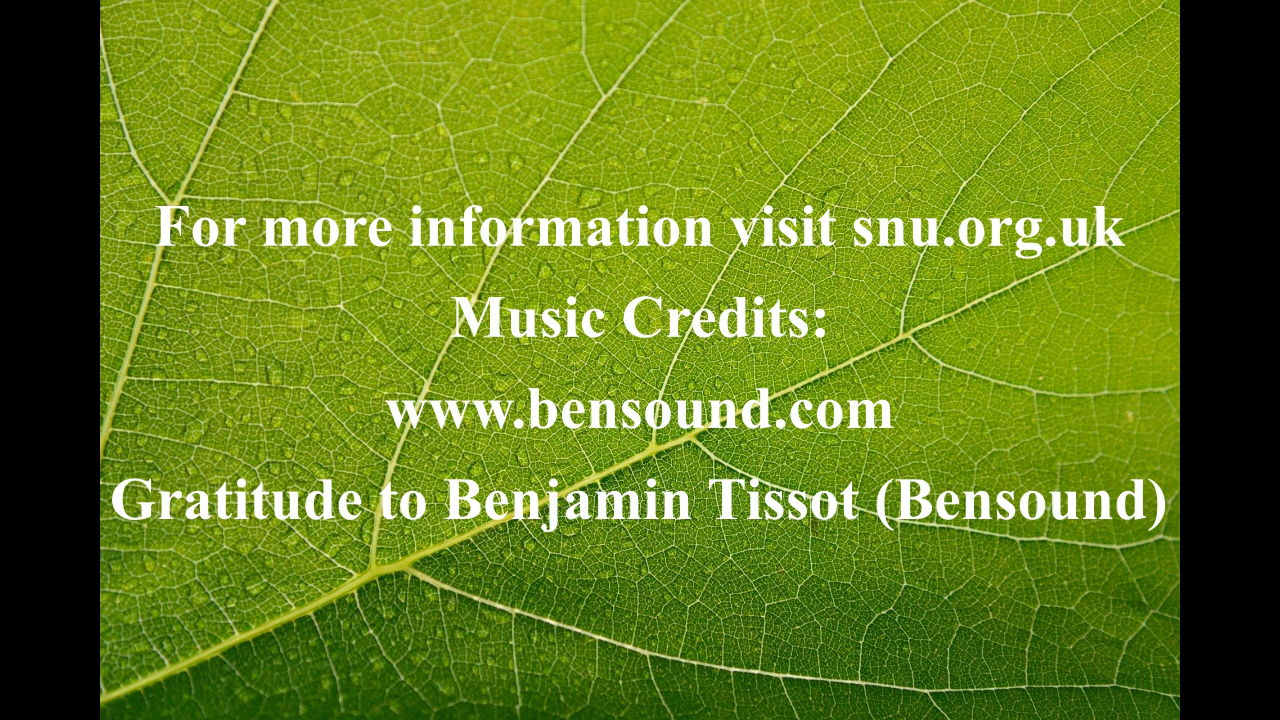 For more information visit snu.org.uk
Music Credits:
www.bensound.com
Gratitude to Benjamin Tissot (Bensound)